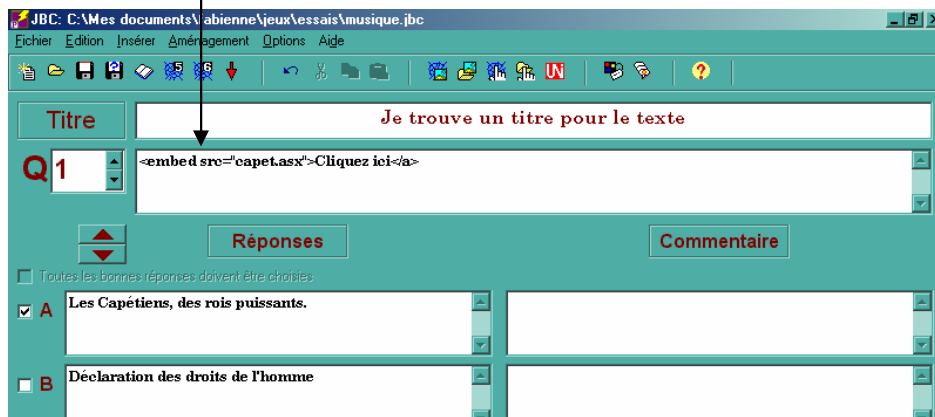 JBC: C:\Mes documents\fabienne\jeux\essais\musique.jbc
Fichier Edition Insérer Aménagement Options Aide
Titre
Je trouve un titre pour le texte
Q 1
<embed src="capet.asx">Cliquez ici</a>
Réponses Commentaire
Toutes les bonnes réponses doivent être choisies
A Les Capétiens, des rois puissants.
B Déclaration des droits de l'homme